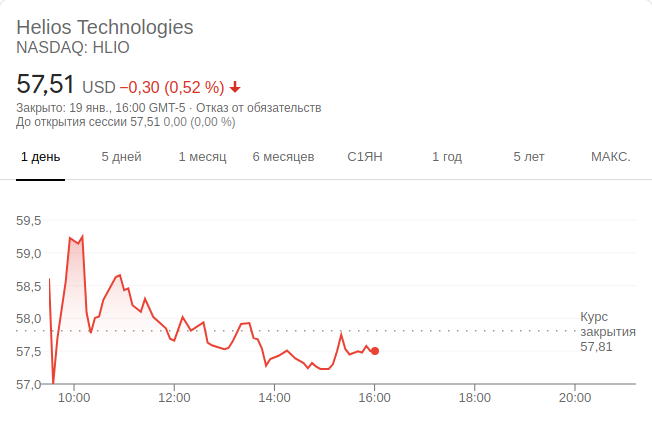 Helios Technologies
NASDAQ: HLIO
57,51 USD −0,30 (0,52 %)
Закрыто: 19 янв., 16:00 GMT-5 · Отказ от обязательств
До открытия сессии 57,51 0,00 (0,00 %)
1 день 5 дней 1 месяц 6 месяцев С1ЯН 1 год 5 лет МАКС.
59,5
59,0
58,5
58,0
57,5
57,0
Курс
закрытия
57,81
10:00 12:00 14:00 16:00 18:00 20:00